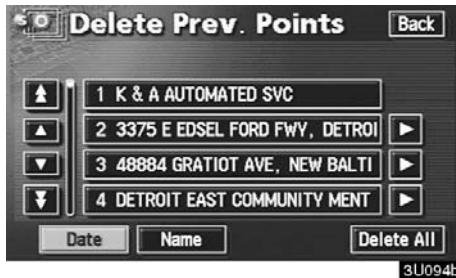 Delete Prev. Points
Back
1 K & A AUTOMATED SVC
2 3375 E EDSEL FORD FWY, DETROI
3 48884 GRATIOT AVE, NEW BALTI
4 DETROIT EAST COMMUNITY MENT
Date
Name
Delete All
3U094b